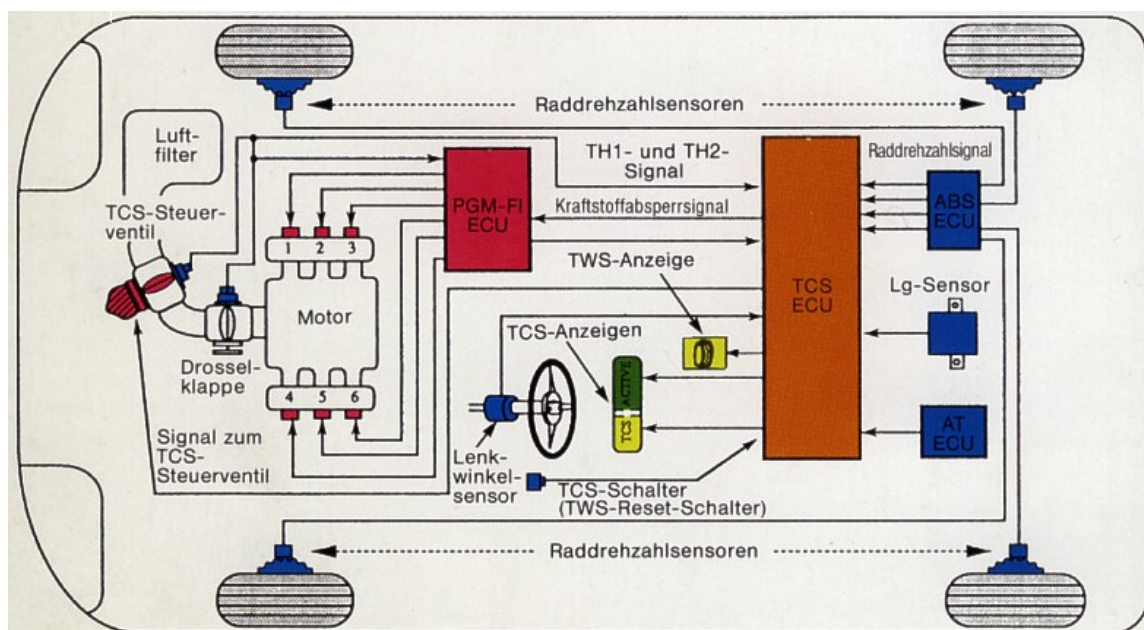 Raddrehzahlsensoren
Luft-
filter
TCS-Steuer-
ventil
1 2 3
PGM-FI
ECU
TH1- und TH2-
Signal
Raddrehzahlsignal
Kraftstoffabsperrsignal
ABS
ECU
TWS-Anzeige
TCS
ECU
Lg-Sensor
Motor
TCS-Anzeigen
Drossel-
klappe
ACTIVE
TCS
4 5 6
AT
ECU
Signal zum
TCS-
Steuerventil
Lenk-
winkel-
sensor
TCS-Schalter
(TWS-Reset-Schalter)
Raddrehzahlsensoren